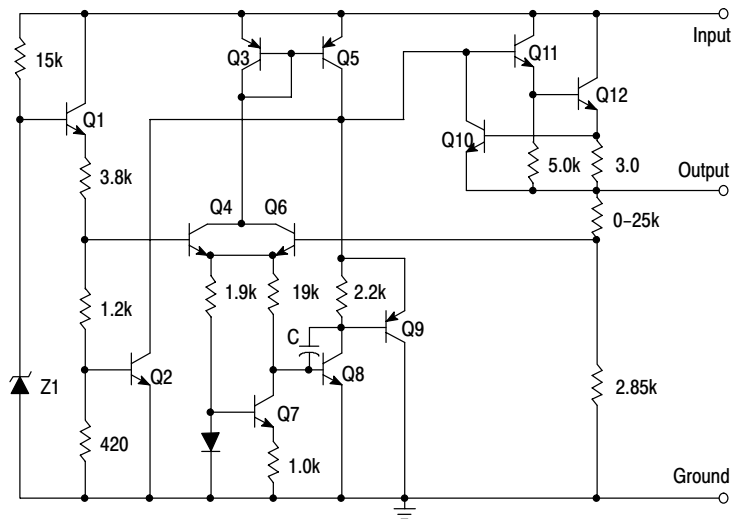 Input
Q3
Q5
Q11
15k
Q12
Q1
Q10
5.0k
3.0
Output
3.8k
Q4
Q6
0–25k
1.9k
19k
2.2k
1.2k
C
Q9
Z1
Q2
Q8
2.85k
Q7
420
1.0k
Ground